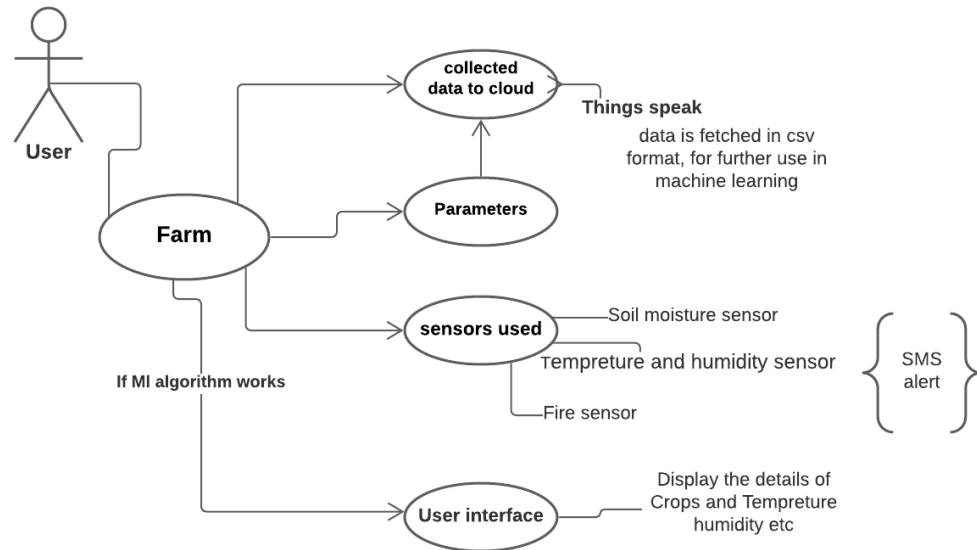 User
collected
data to cloud
Things speak
data is fetched in csv
format, for further use in
machine learning
Parameters
Farm
sensors used
Soil moisture sensor
Tempreture and humidity sensor
Fire sensor
SMS
alert
If Ml algorithm works
User interface
Display the details of
Crops and Tempreture
humidity etc